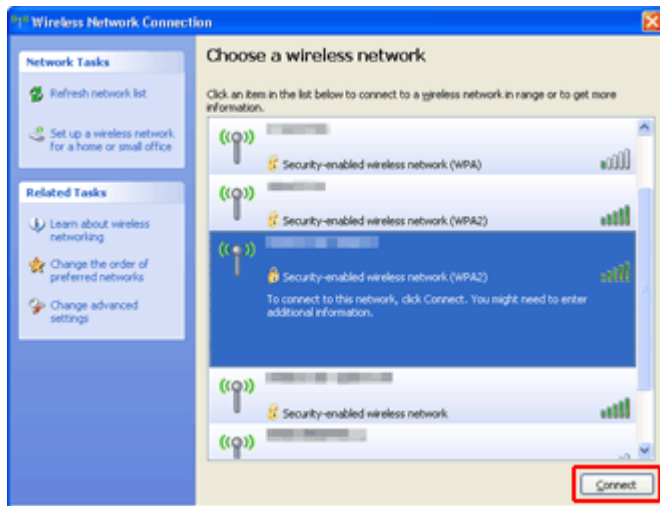 Wireless Network Connection
Network Tasks
Refresh network list
Set up a wireless network
for a home or small office
Related Tasks
Learn about wireless
networking
Change the order of
preferred networks
Change advanced
settings
Choose a wireless network
Click an item in the list below to connect to a wireless network in range or to get more
information.
Security-enabled wireless network (WPA)
Security-enabled wireless network (WPA2)
Security-enabled wireless network (WPA2)
To connect to this network, click Connect. You might need to enter
additional information.
Security-enabled wireless network
Connect